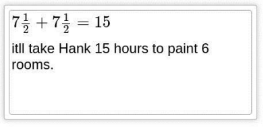 7 1/2 + 7 1/2 = 15
itll take Hank 15 hours to paint 6
rooms.